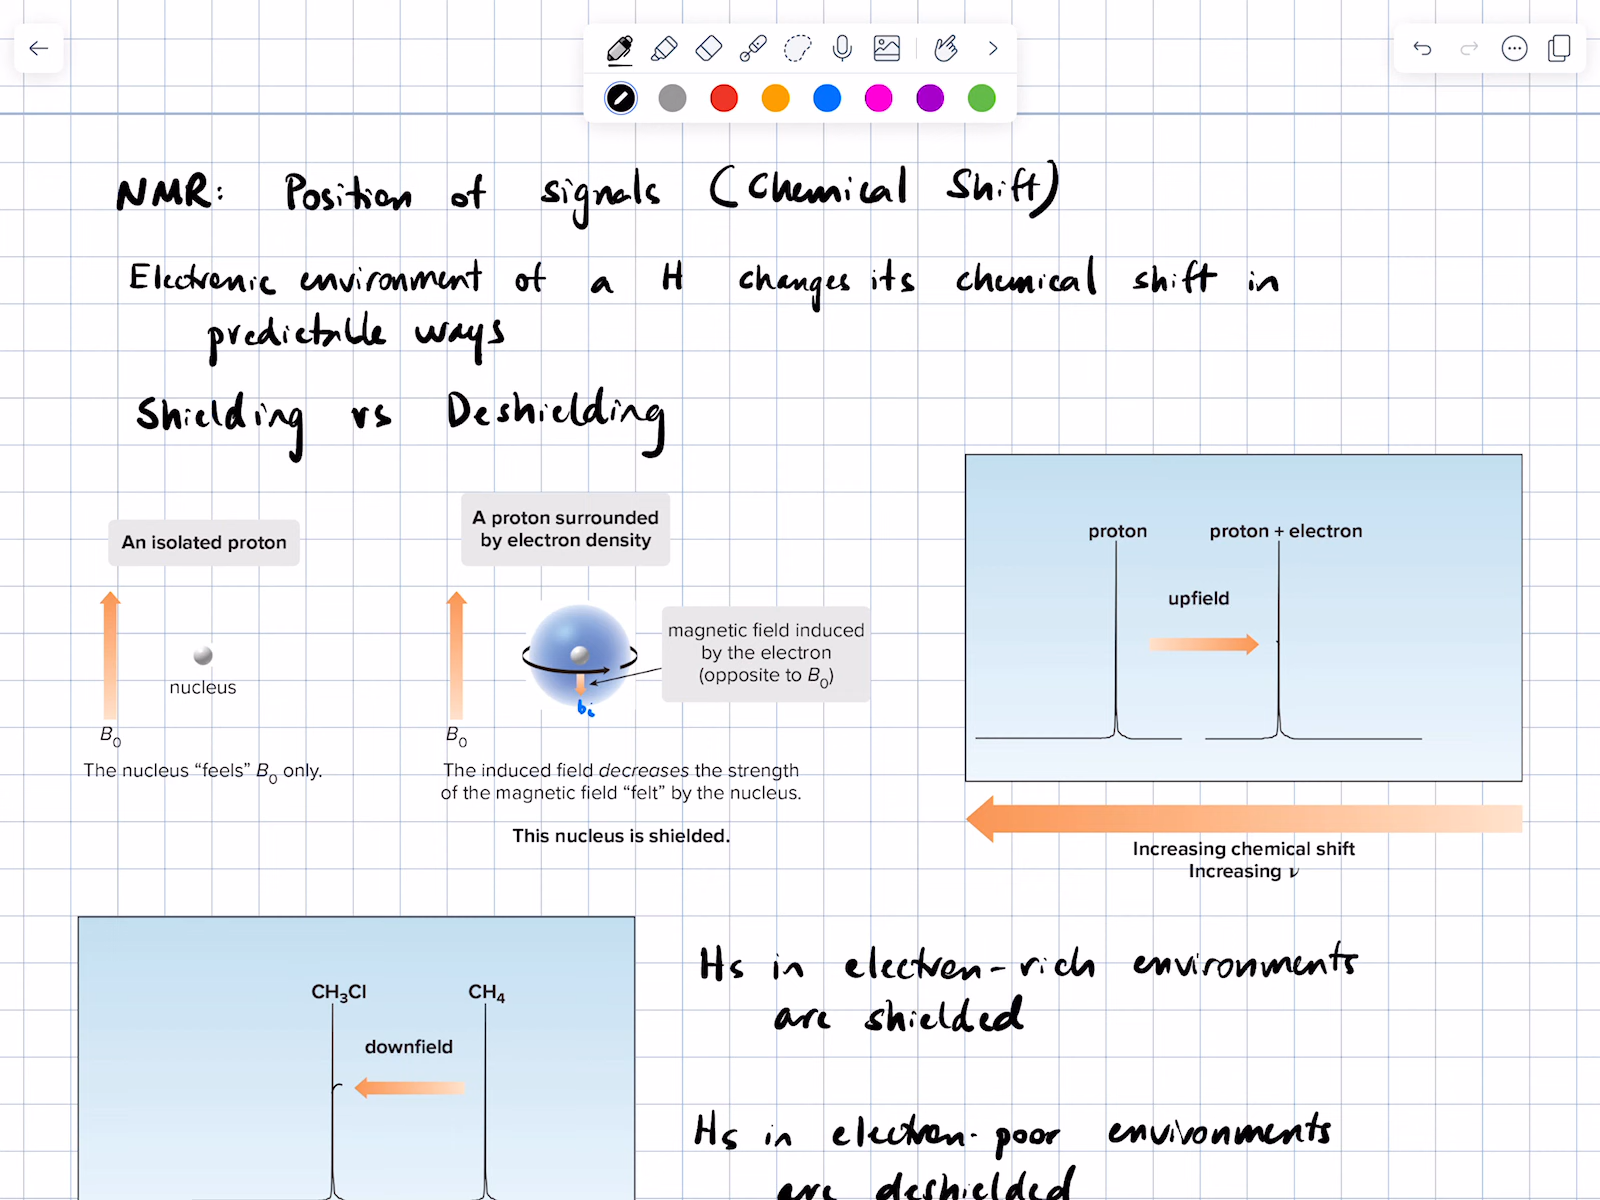 NMR: Position of signals (Chemical Shift)
Electronic environment of a H changes its chemical shift in
predictable ways
Shielding vs Deshielding
An isolated proton
B0
nucleus
The nucleus “feels” B0 only.
A proton surrounded
by electron density
B0
magnetic field induced
by the electron
(opposite to B0)
The induced field decreases the strength
of the magnetic field “felt” by the nucleus.
This nucleus is shielded.
proton
proton + electron
upfield
Increasing chemical shift
Increasing ν
CH3Cl
CH4
downfield
Hs in electron-rich environments
are shielded
Hs in electron-poor environments
are deshielded